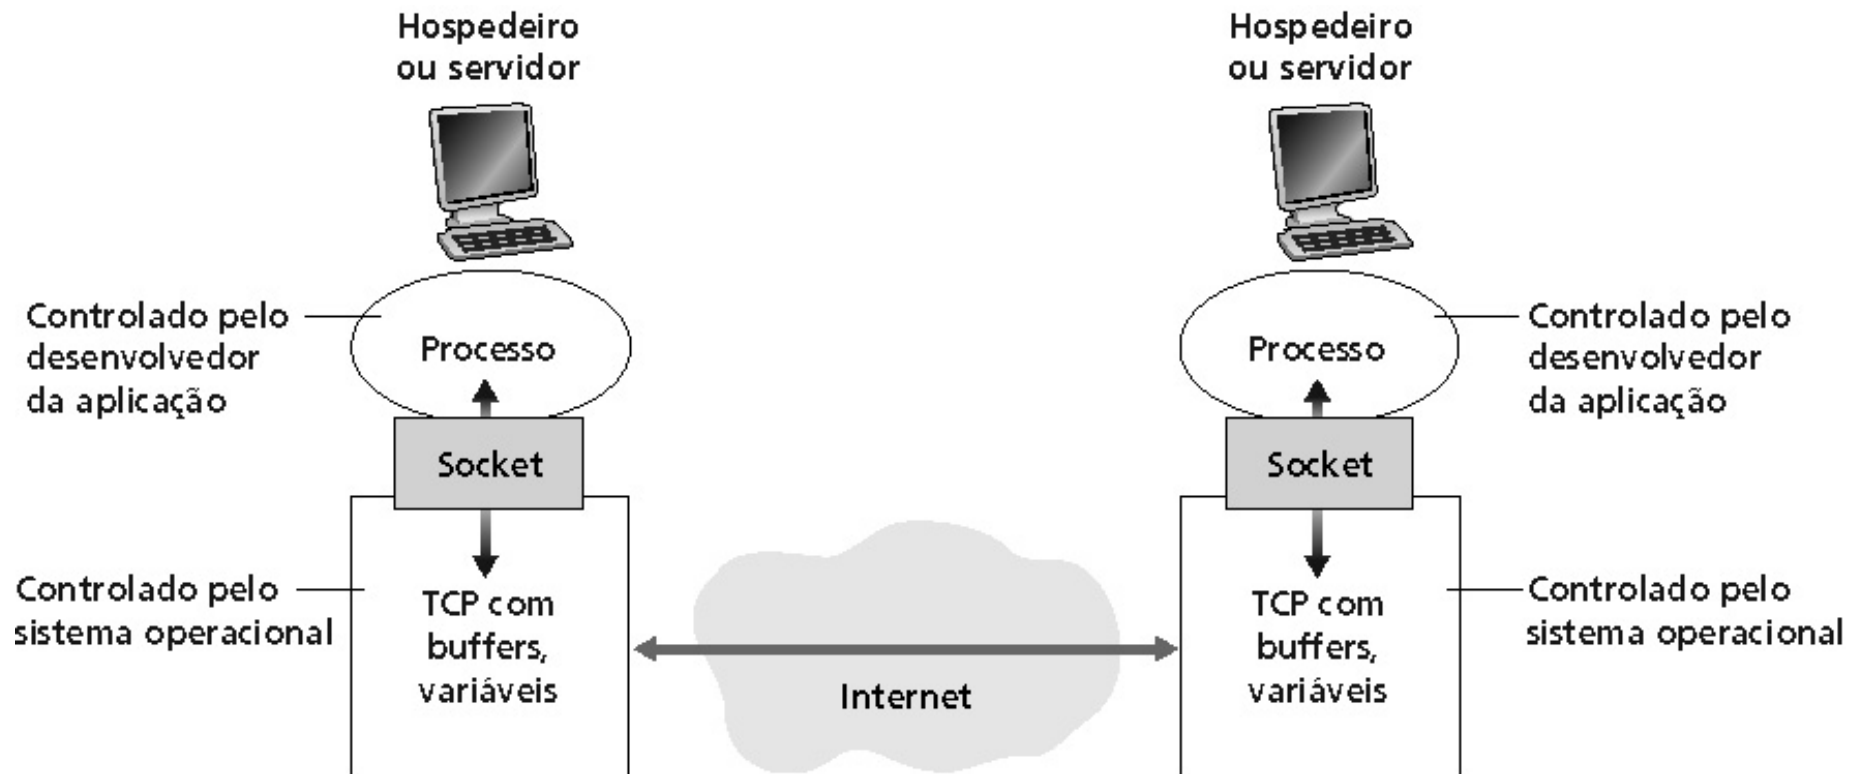 Hospedeiro
ou servidor
Hospedeiro
ou servidor
Controlado pelo
desenvolvedor
da aplicação
Processo
Processo
Controlado pelo
desenvolvedor
da aplicação
Socket
Socket
Controlado pelo
sistema operacional
TCP com
buffers,
variáveis
Internet
TCP com
buffers,
variáveis
Controlado pelo
sistema operacional